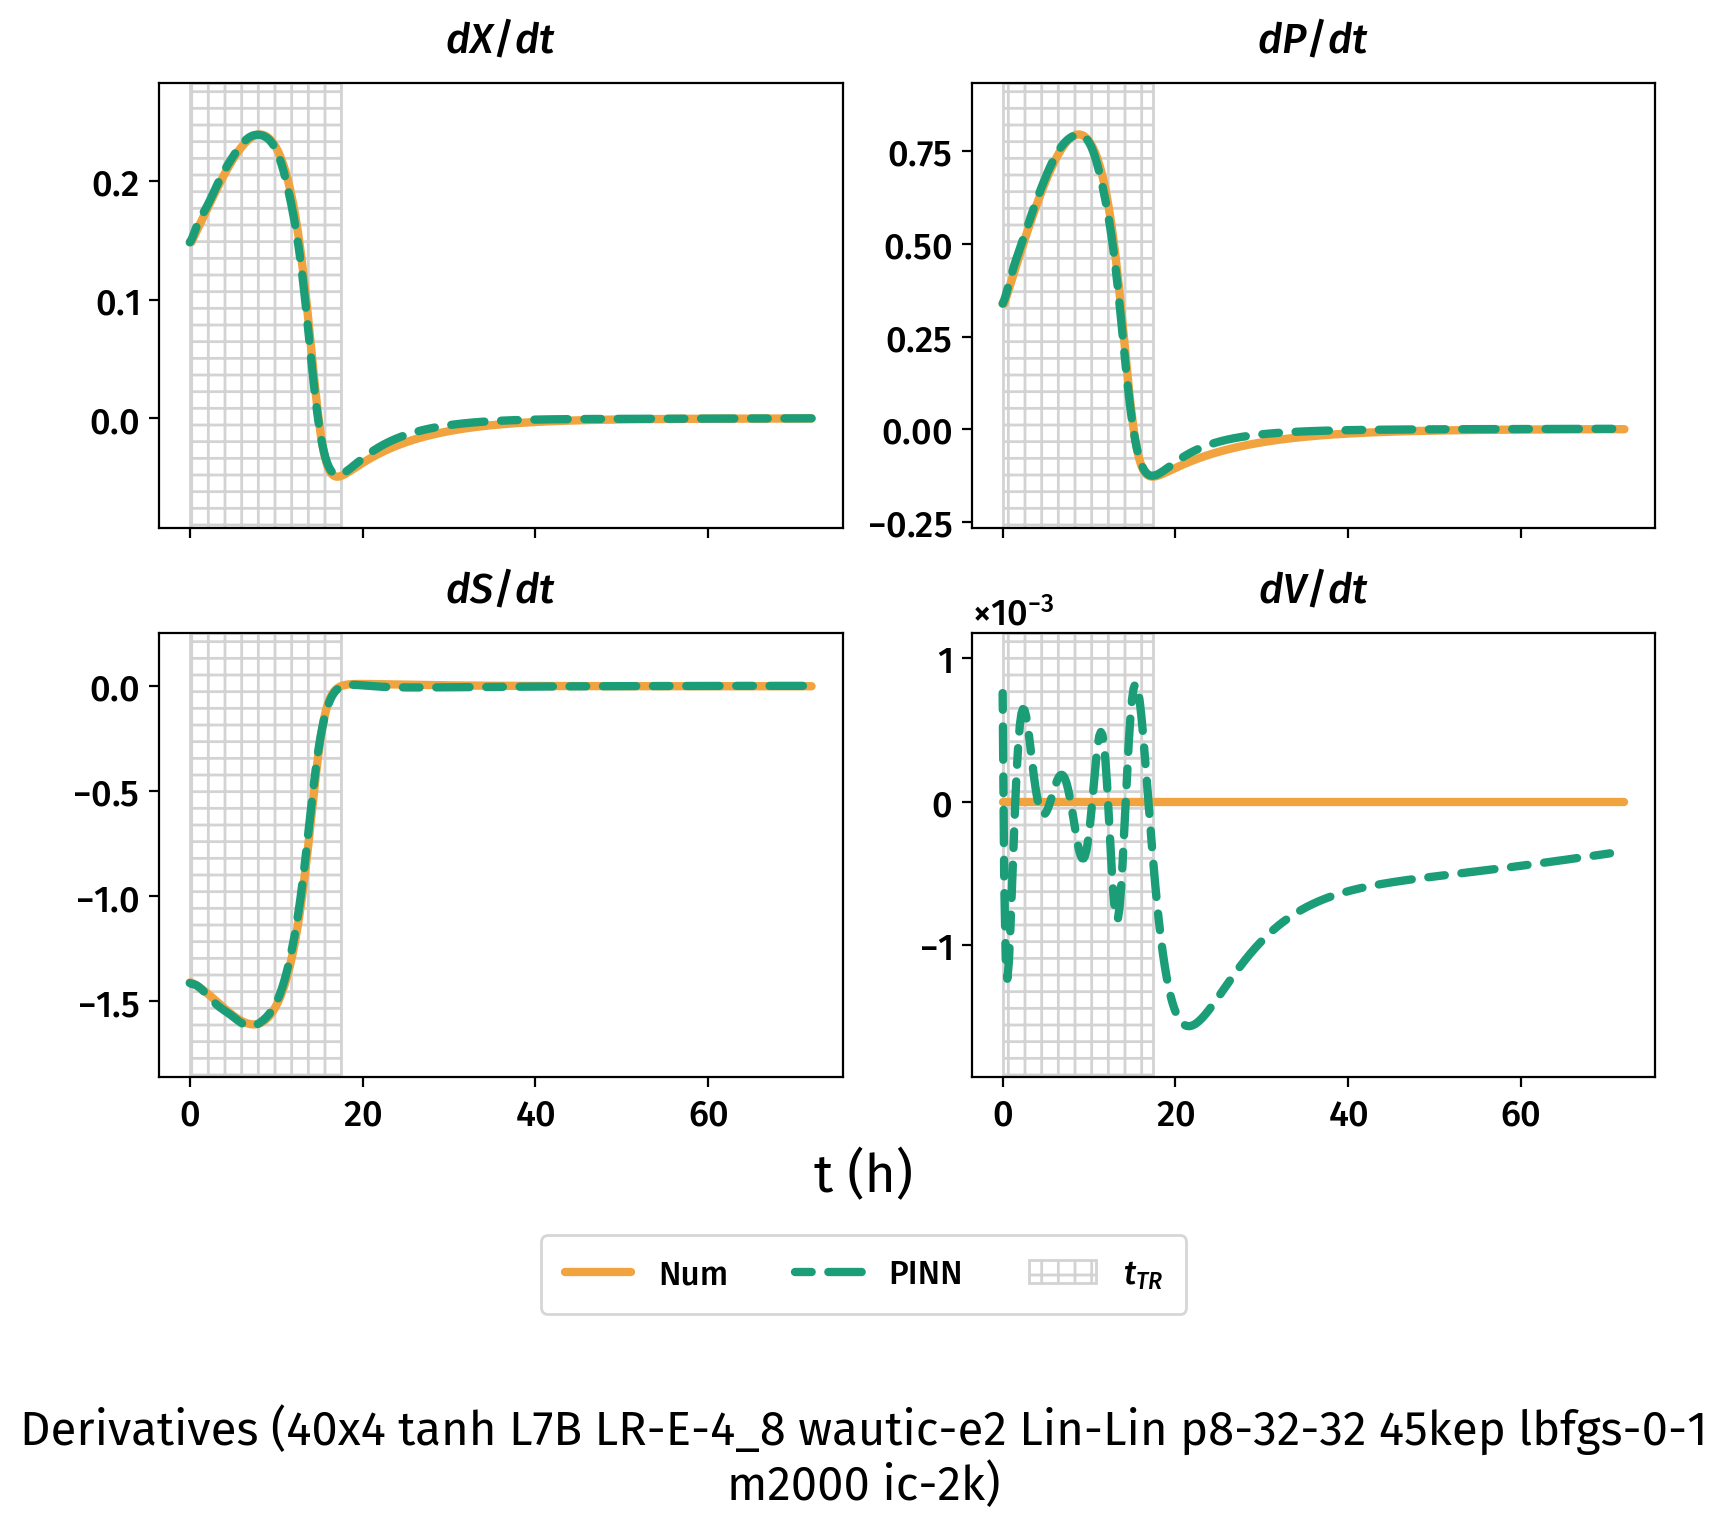 dX/dt
dP/dt
0.2
0.1
0.0
0.75
0.50
0.25
0.00
−0.25
dS/dt
dV/dt
×10⁻³
0.0
−0.5
−1.0
−1.5
1
0
−1
0 20 40 60
0 20 40 60
t (h)
Num PINN t_TR
Derivatives (40x4 tanh L7B LR-E-4_8 wautic-e2 Lin-Lin p8-32-32 45kep lbfgs-0-1
m2000 ic-2k)